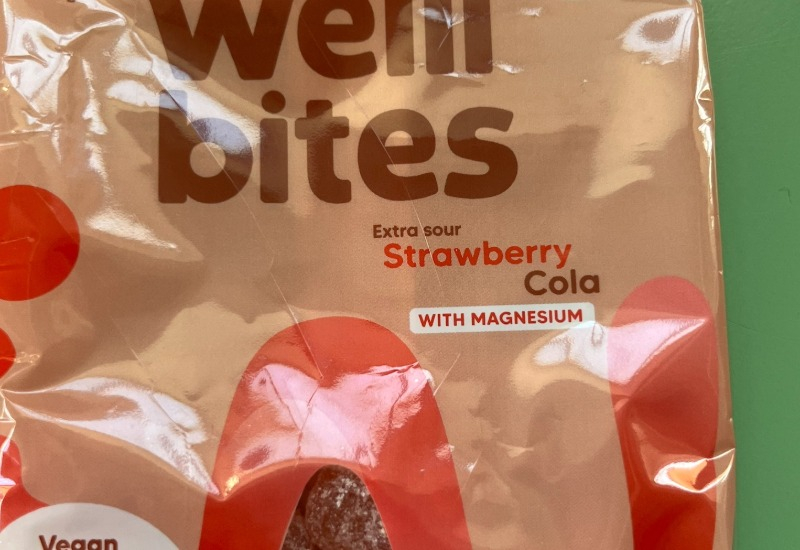 well
bites
Extra sour
Strawberry
Cola
WITH MAGNESIUM
Vegan